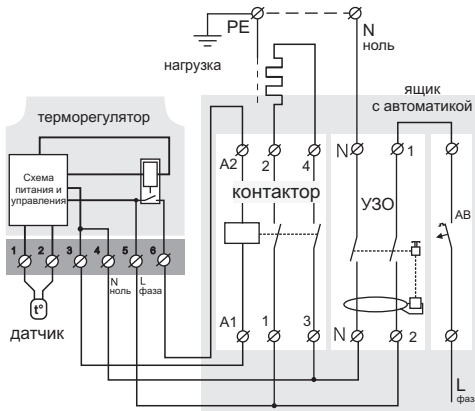 PE
N
ноль
нагрузка
ящик
с автоматикой
терморегулятор
Схема
питания и
управления
A2
2
4
N
1
контактор
УЗО
АВ
1
2
3
4
5
6
N
ноль
L
фаза
t°
датчик
A1
1
3
N
2
L
фаза